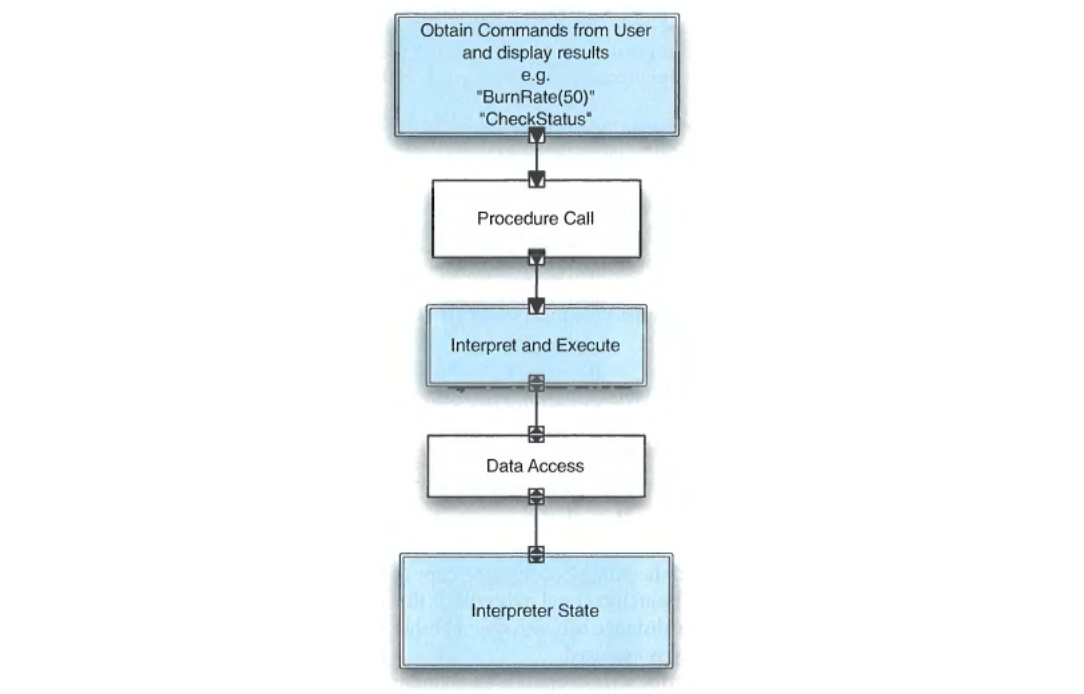 Obtain Commands from User
and display results
e.g.
"BurnRate(50)"
"CheckStatus"
Procedure Call
Interpret and Execute
Data Access
Interpreter State